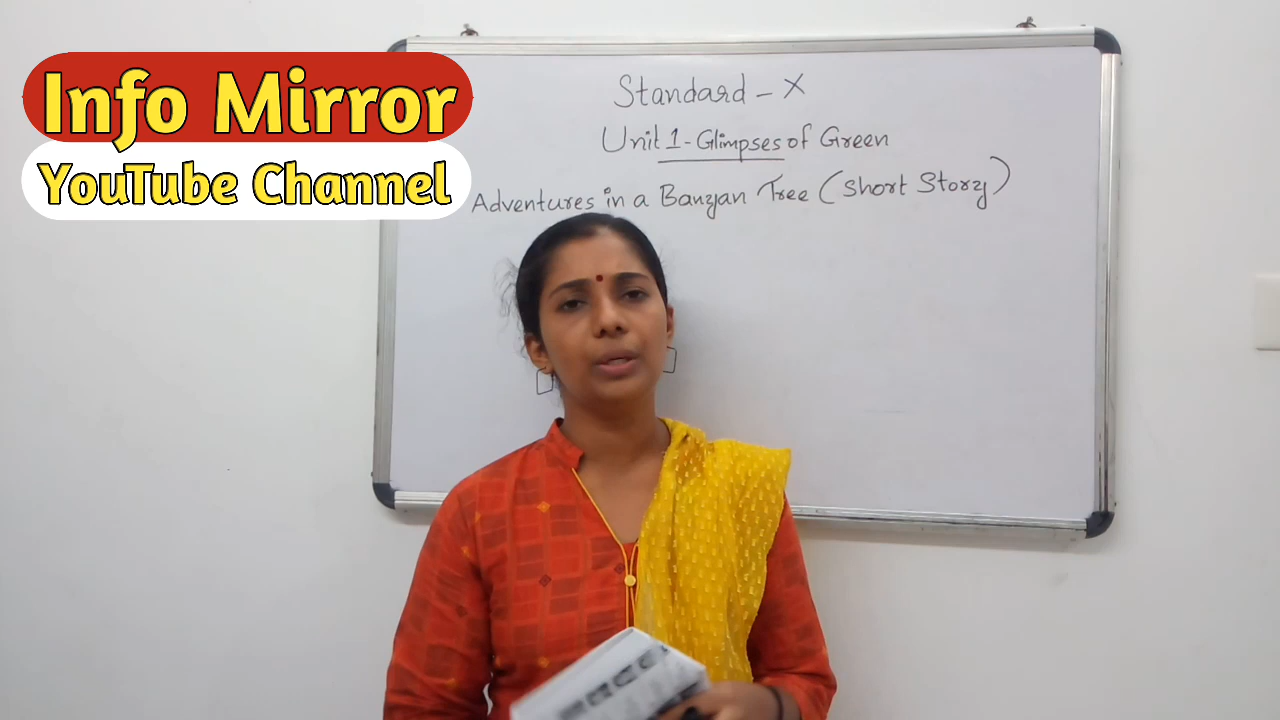 Info Mirror
YouTube Channel
Standard - X
Unit 1 - Glimpses of Green
Adventures in a Banyan Tree (Short Story)